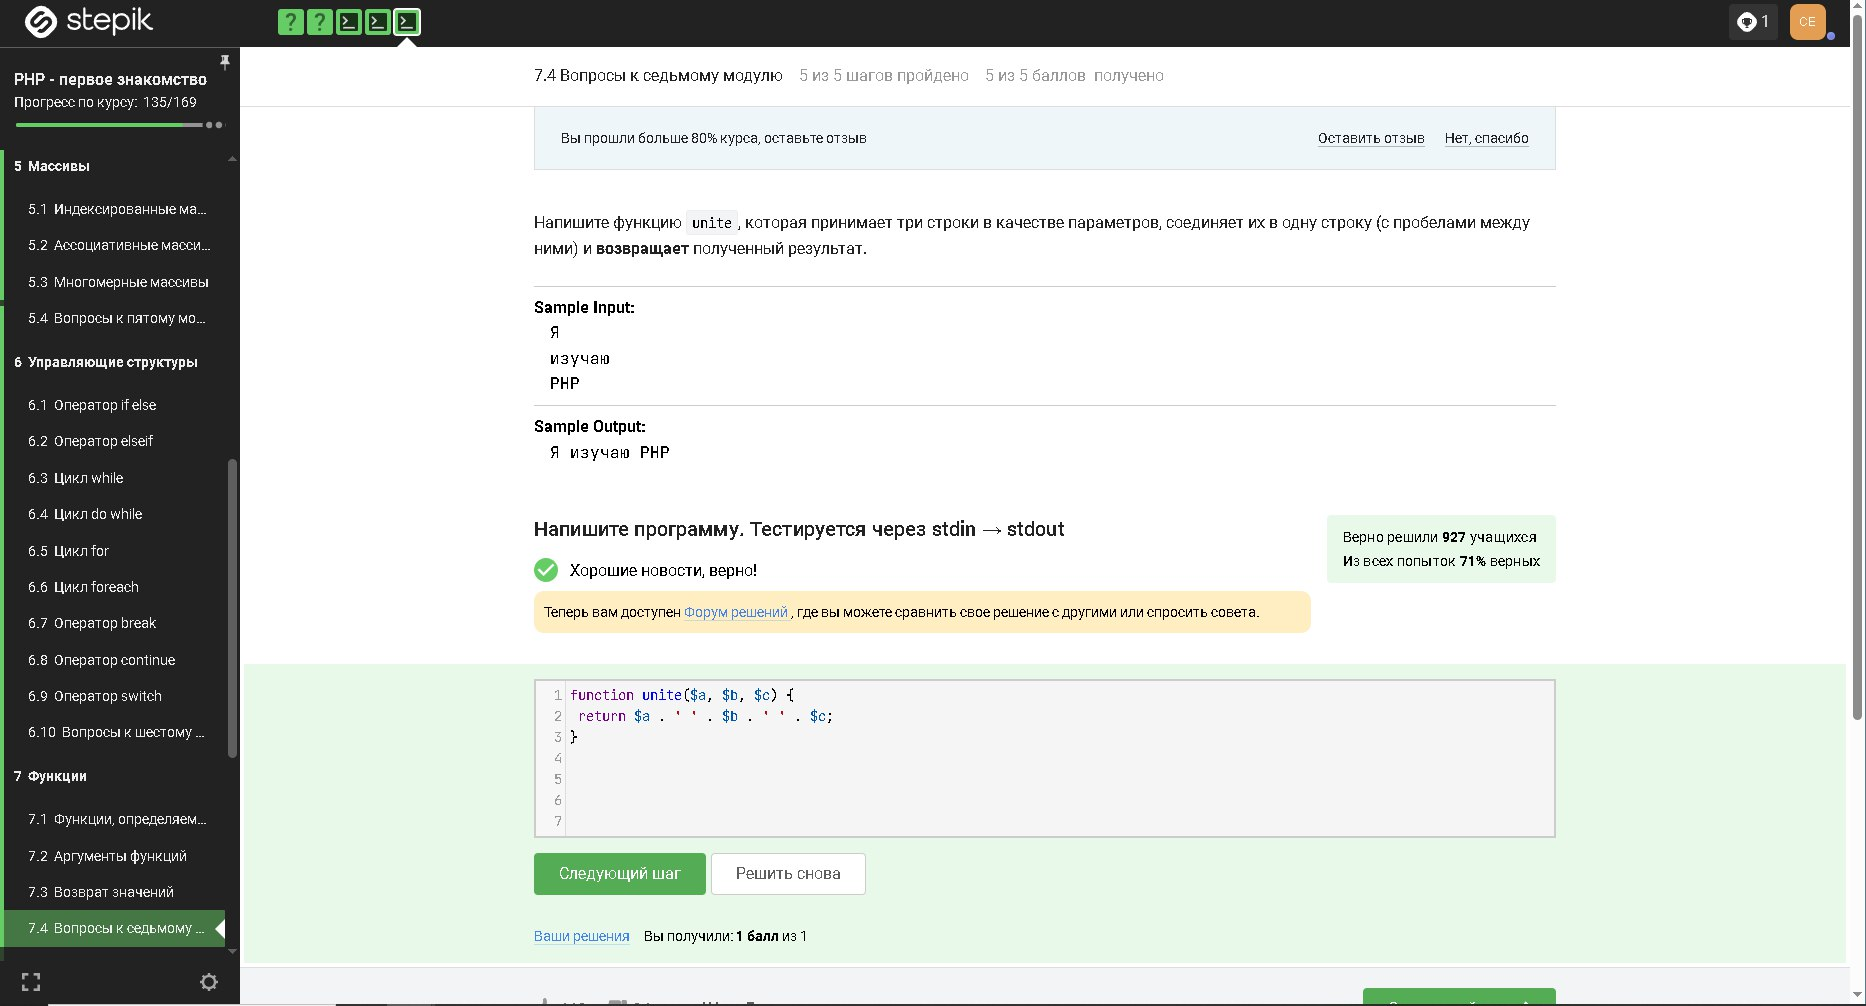 stepik
1
CE
PHP - первое знакомство
Прогресс по курсу: 135/169
5 Массивы
5.1 Индексированные ма...
5.2 Ассоциативные масси...
5.3 Многомерные массивы
5.4 Вопросы к пятому мо...
6 Управляющие структуры
6.1 Оператор if else
6.2 Оператор elseif
6.3 Цикл while
6.4 Цикл do while
6.5 Цикл for
6.6 Цикл foreach
6.7 Оператор break
6.8 Оператор continue
6.9 Оператор switch
6.10 Вопросы к шестому ...
7 Функции
7.1 Функции, определяем...
7.2 Аргументы функций
7.3 Возврат значений
7.4 Вопросы к седьмому ...
7.4 Вопросы к седьмому модулю 5 из 5 шагов пройдено 5 из 5 баллов получено
Вы прошли больше 80% курса, оставьте отзыв Оставить отзыв Нет, спасибо
Напишите функцию unite, которая принимает три строки в качестве параметров, соединяет их в одну строку (с пробелами между
ними) и возвращает полученный результат.
Sample Input:
Я
изучаю
PHP
Sample Output:
Я изучаю PHP
Напишите программу. Тестируется через stdin → stdout
Верно решили 927 учащихся
Из всех попыток 71% верных
Хорошие новости, верно!
Теперь вам доступен Форум решений, где вы можете сравнить свое решение с другими или спросить совета.
1 function unite($a, $b, $c) {
2 return $a . ' ' . $b . ' ' . $c;
3 }
4
5
6
7
Следующий шаг Решить снова
Ваши решения Вы получили: 1 балл из 1